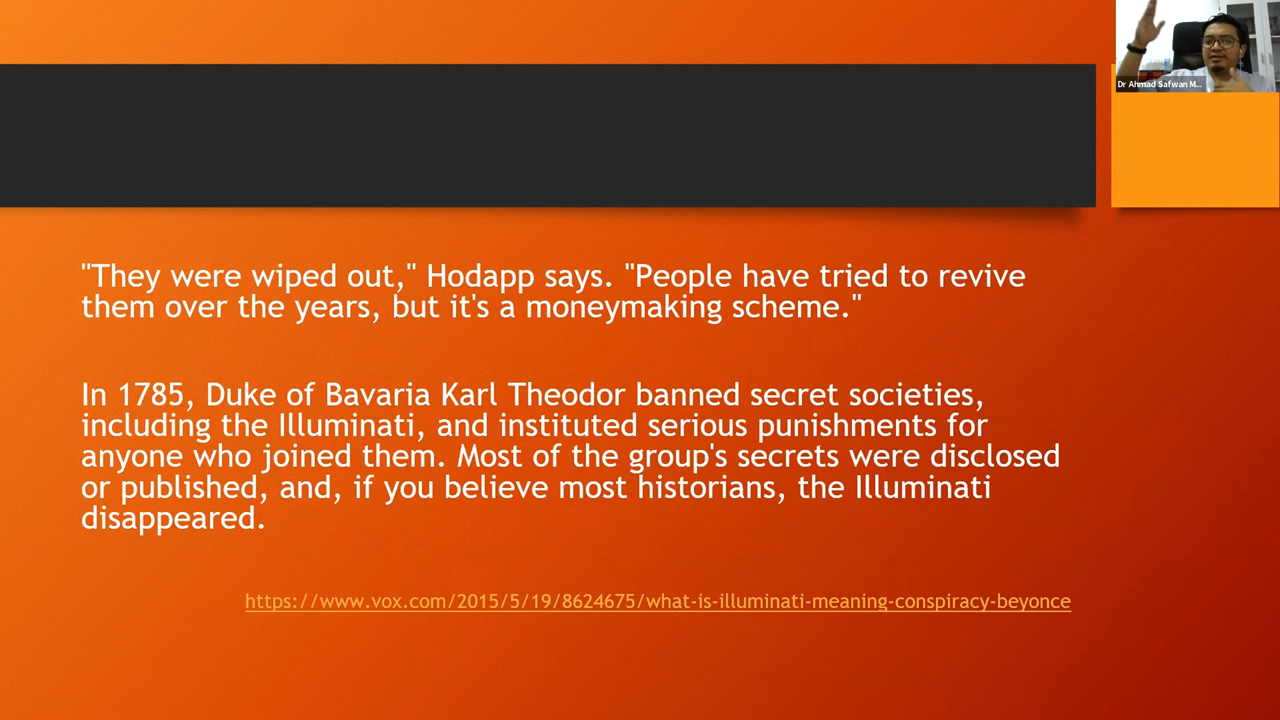 Dr Ahmad Safwan M...
"They were wiped out," Hodapp says. "People have tried to revive
them over the years, but it's a moneymaking scheme."
In 1785, Duke of Bavaria Karl Theodor banned secret societies,
including the Illuminati, and instituted serious punishments for
anyone who joined them. Most of the group's secrets were disclosed
or published, and, if you believe most historians, the Illuminati
disappeared.
https://www.vox.com/2015/5/19/8624675/what-is-illuminati-meaning-conspiracy-beyonce